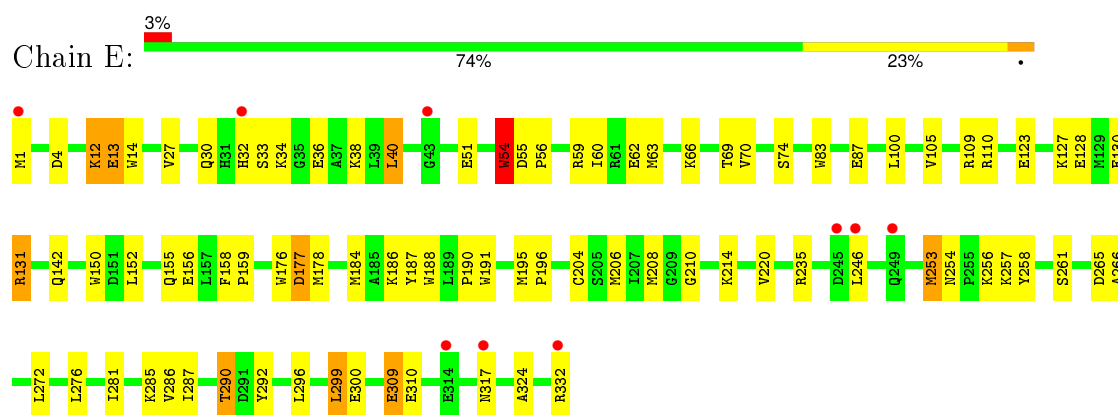 3%
Chain E:
74% 23% •
M1 D4 K12 E13 W14 V27 Q30 H31 H32 S33 K34 G35 E36 A37 K38 L39 L40 G43 E51 W54 D55 P56 R59 I60 R61 E62 M63 K66 T69 V70 S74 W83 E87 L100 V105 R109 R110 E123 K127 E128 M129 E130
R131 Q142 W150 D151 L152 Q155 E156 L157 F158 P159 W176 D177 M178 M184 A185 K186 Y187 W188 L189 P190 W191 M195 P196 C204 S205 M206 I207 M208 G209 G210 K214 V220 R235 D245 L246 Q249 M253 N254 P255 K256 K257 Y258 S261 D265 A266
L272 L276 I281 K285 V286 I287 T290 D291 Y292 L296 L299 E300 E309 E310 E314 N317 A324 R332